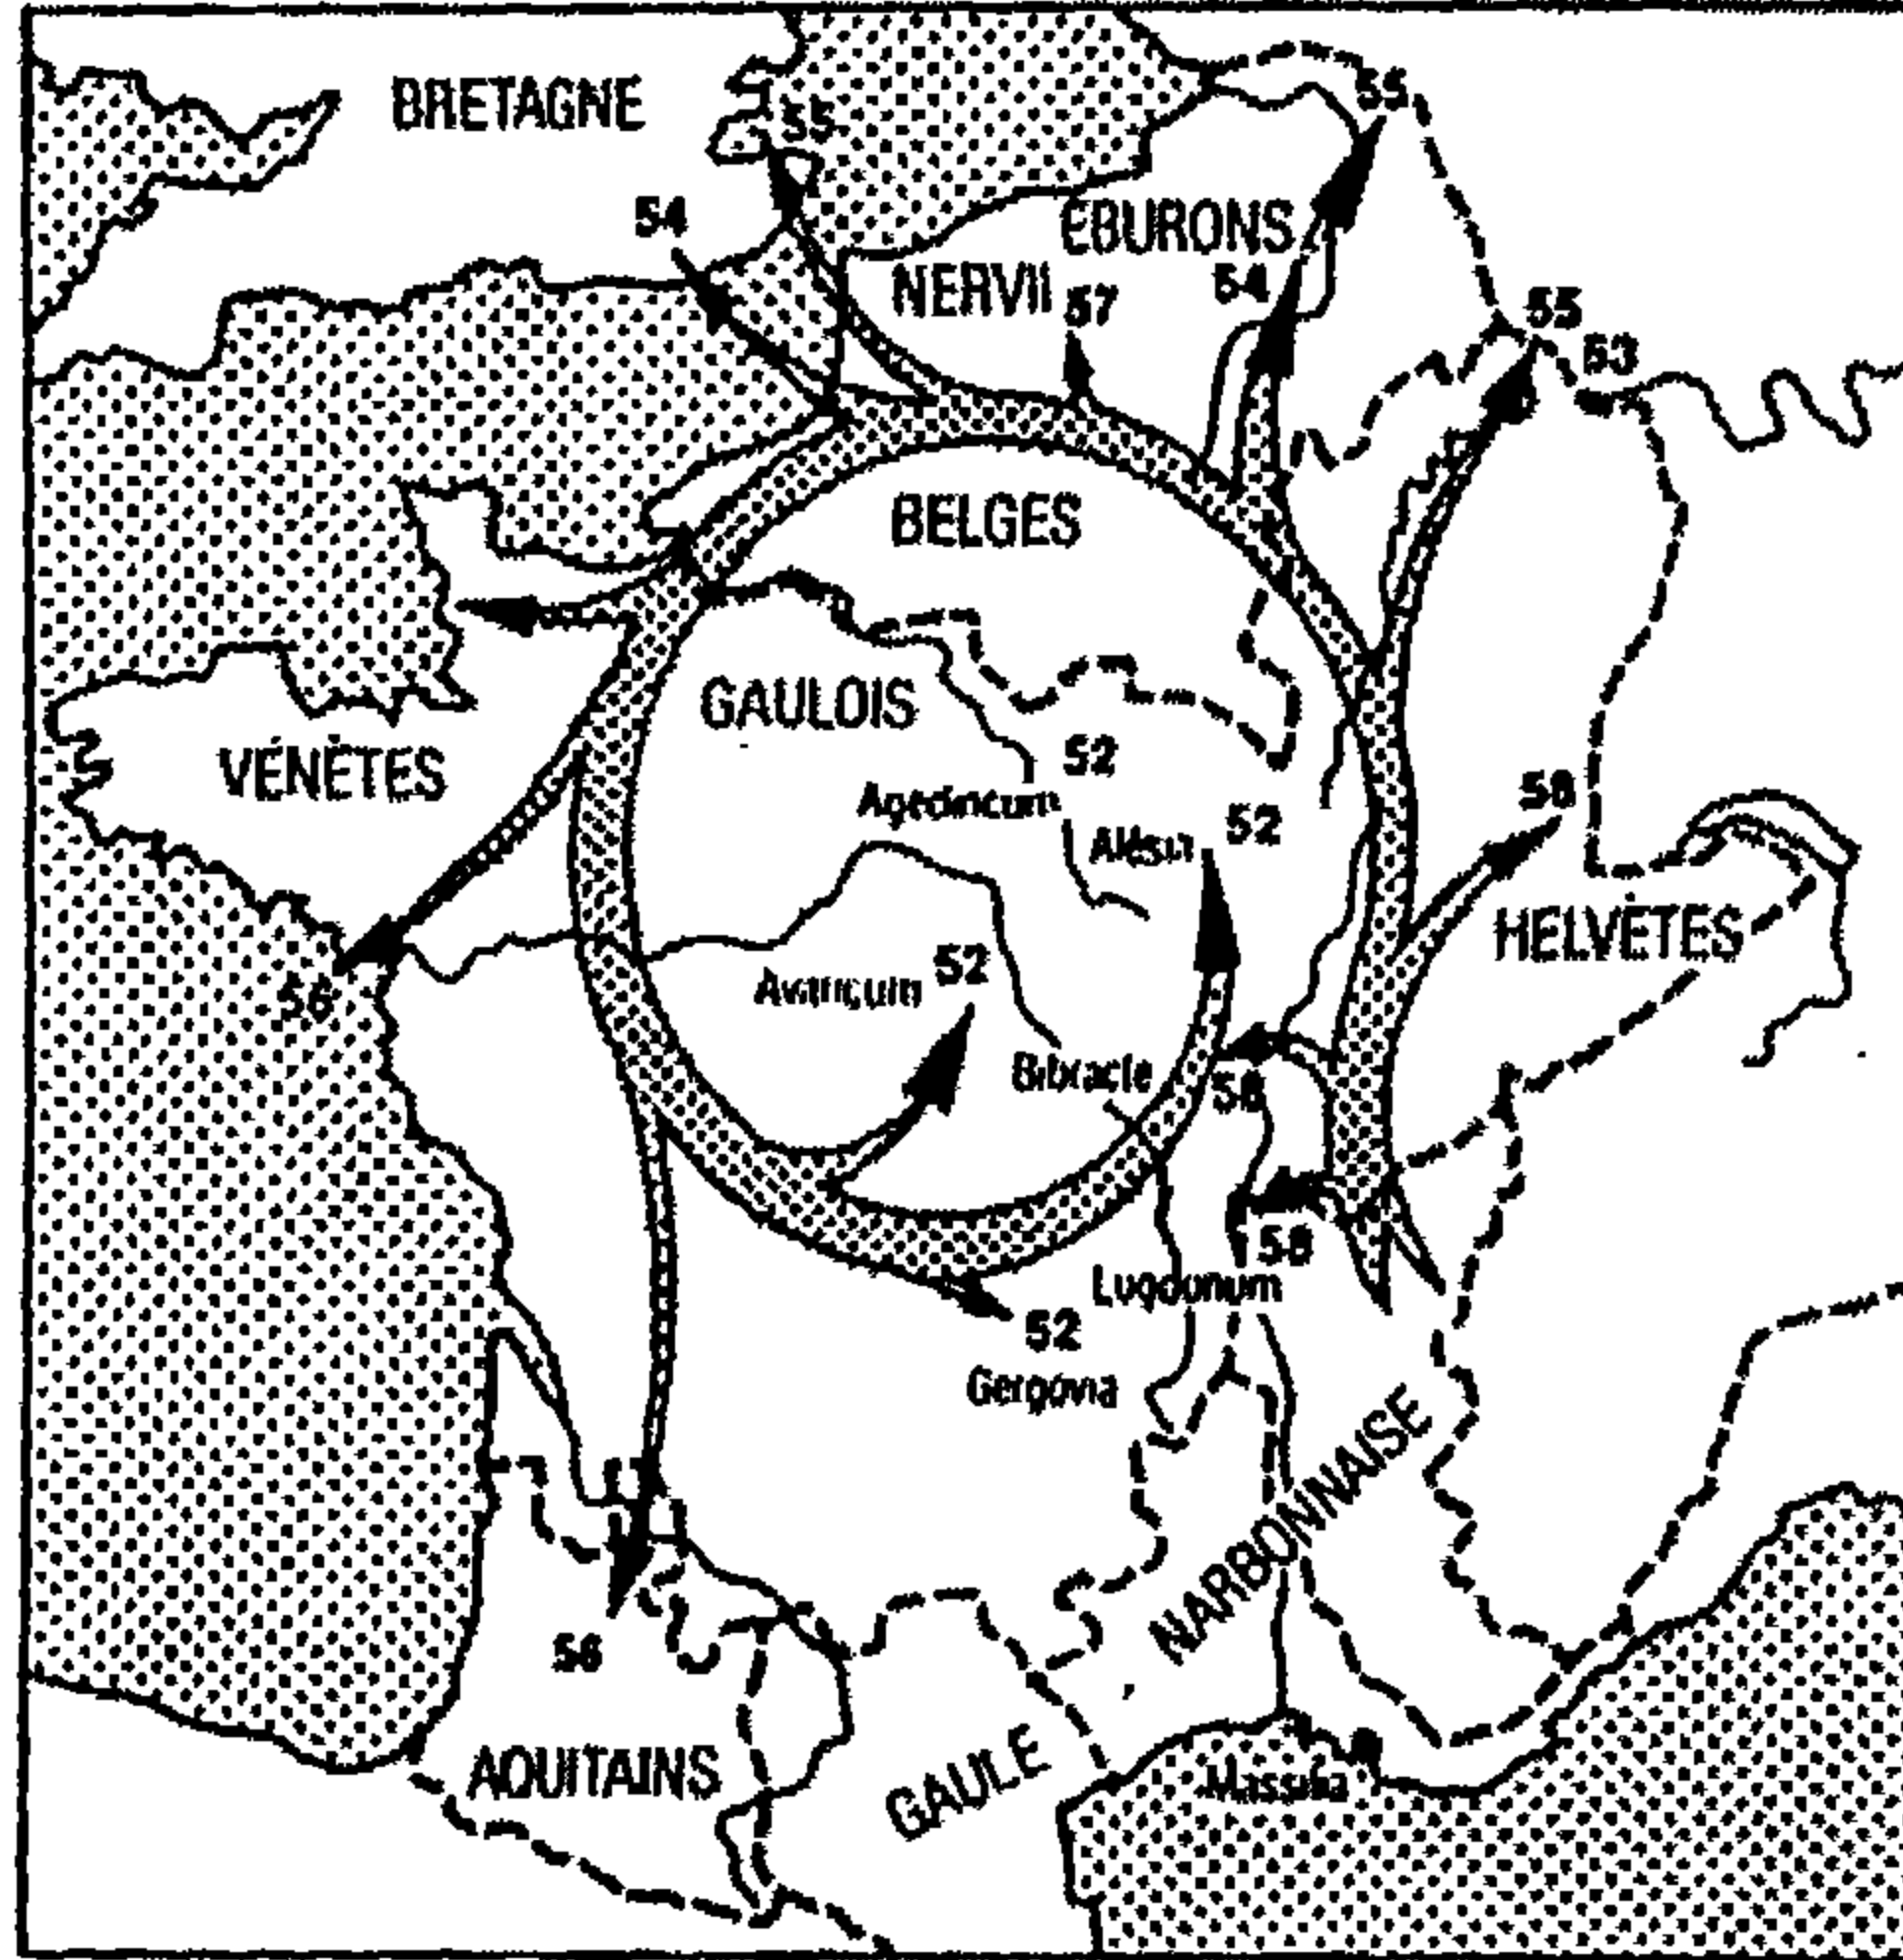 BRETAGNE
55
55
54
EBURONS
NERVII
57
54
55
53
BELGES
GAULOIS
52
VÉNÈTES
Agedincum
Alésia
52
58
HELVÈTES
Avaricum
52
56
Bibracte
58
58
Lugdunum
52
Gergovia
NARBONNAISE
56
AQUITAINS
GAULE
Massilia